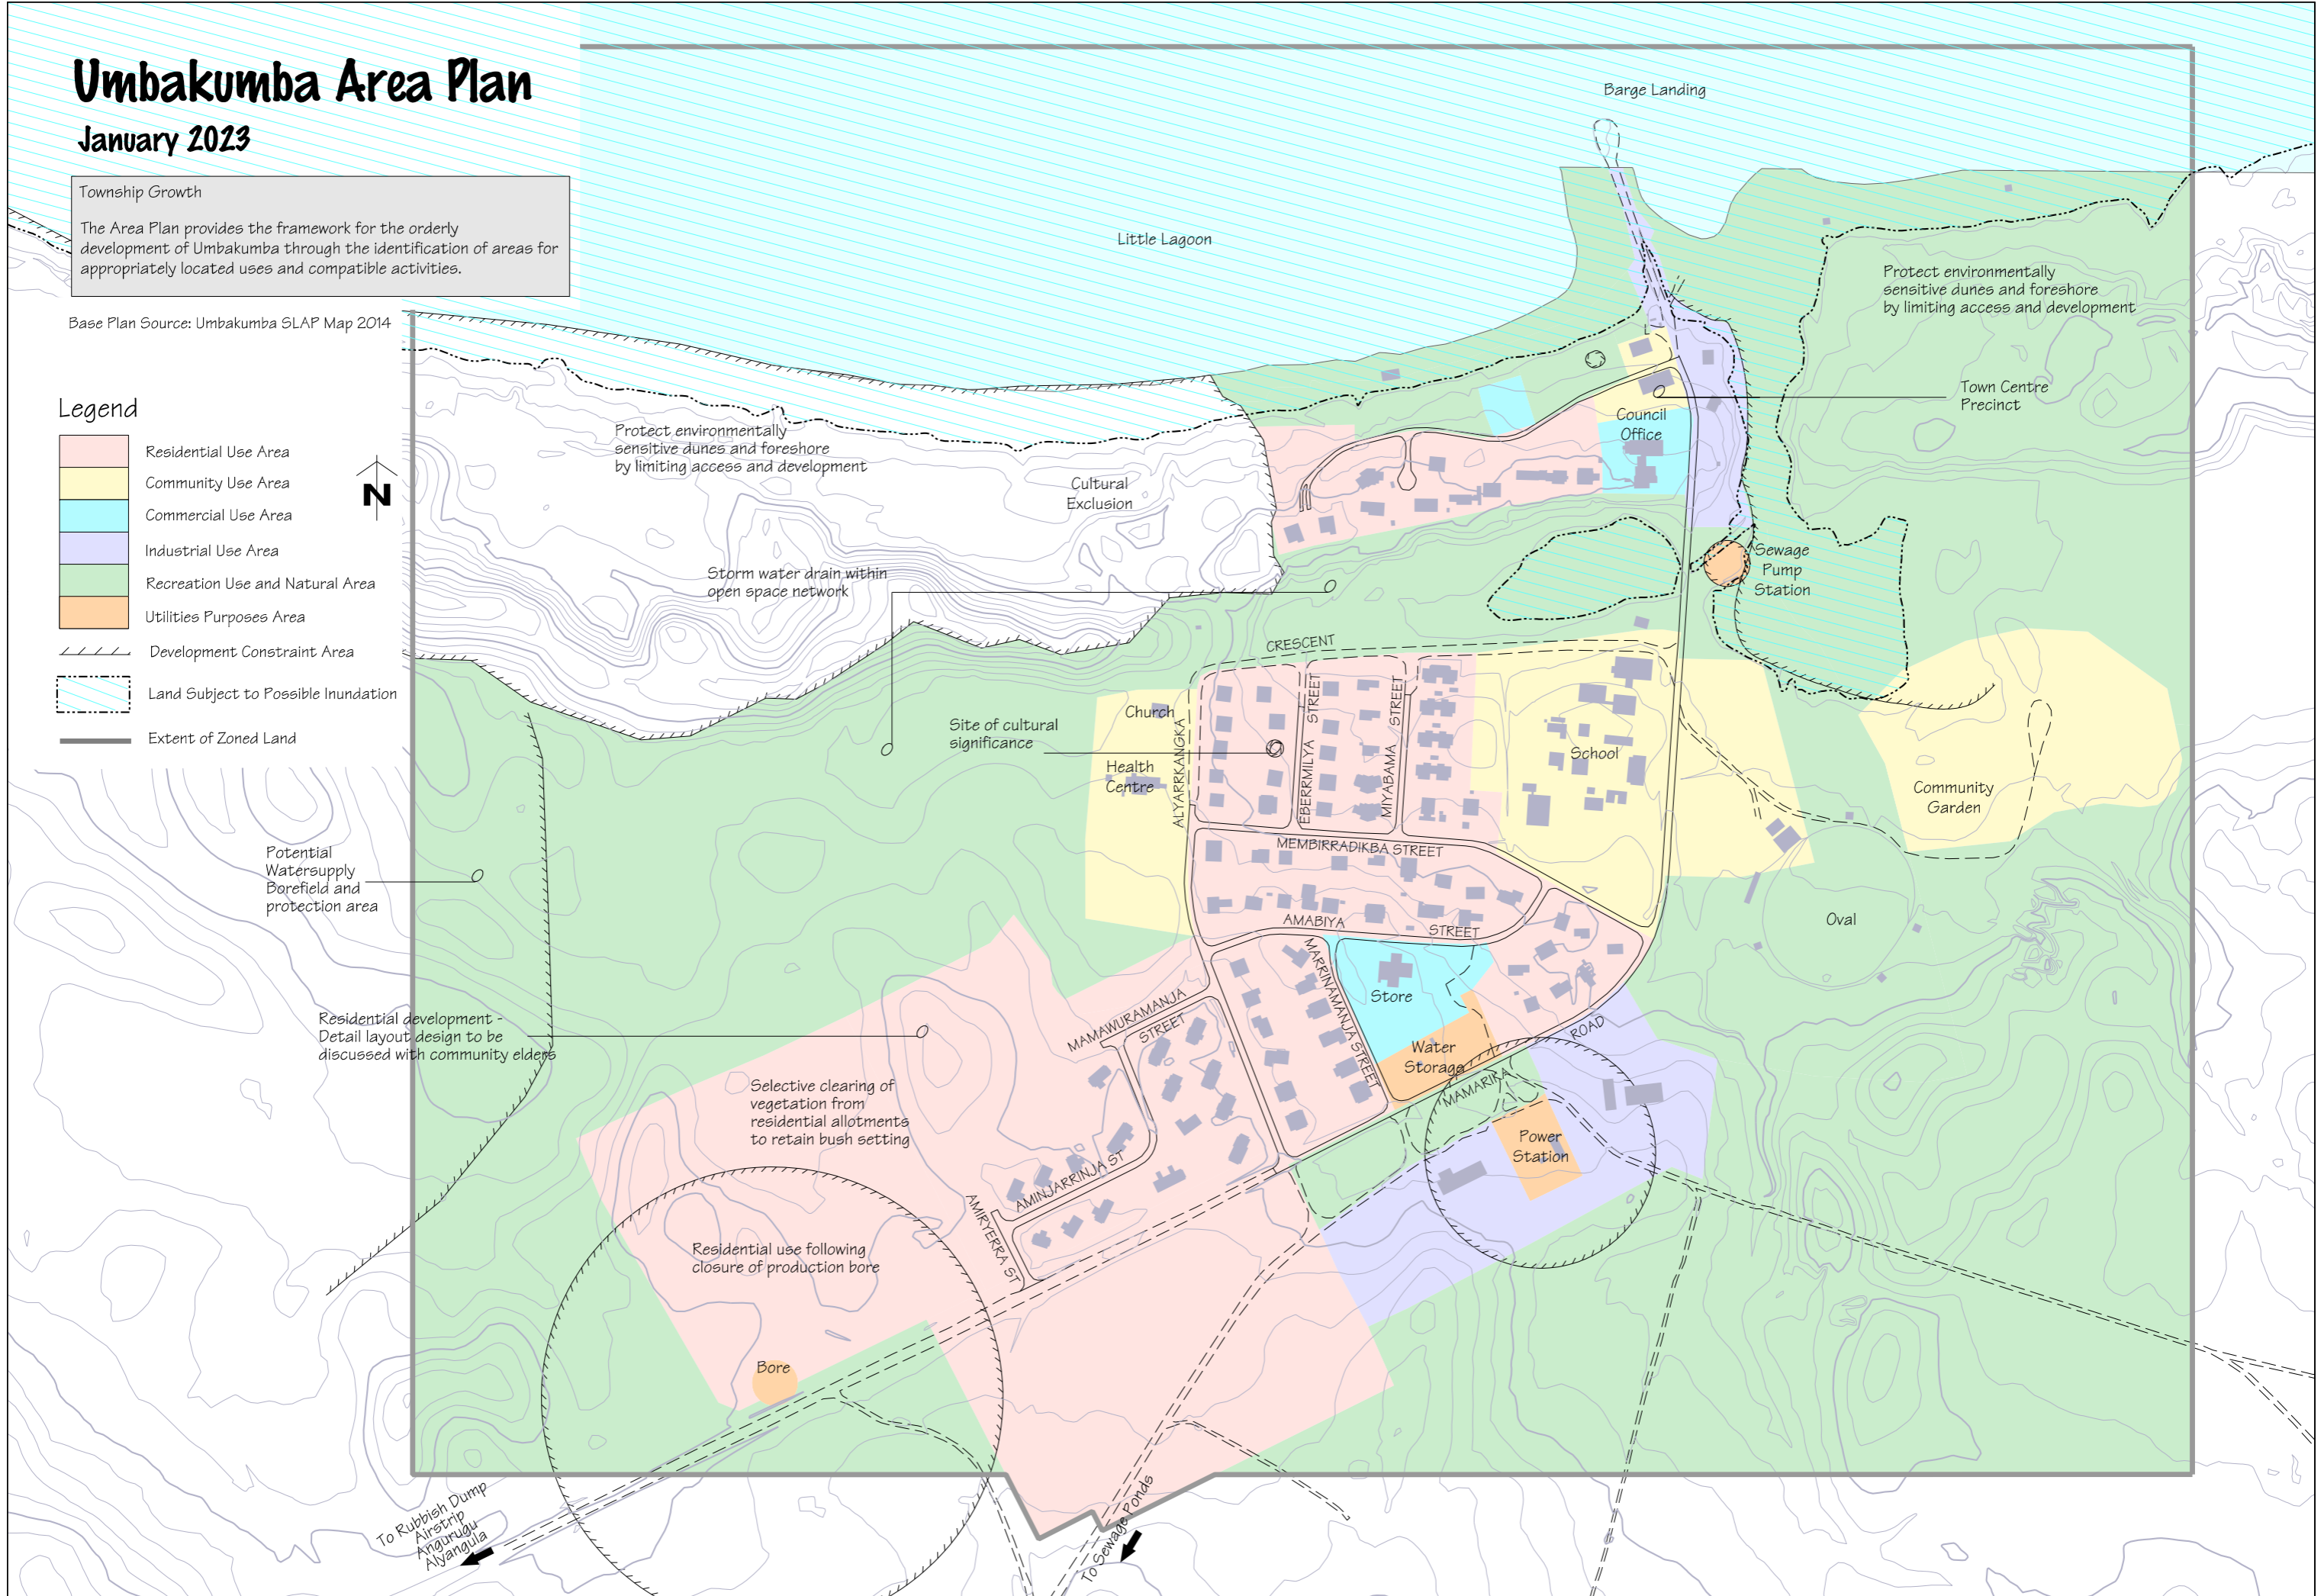 Umbakumba Area Plan
January 2023
Township Growth
The Area Plan provides the framework for the orderly
development of Umbakumba through the identification of areas for
appropriately located uses and compatible activities.
Base Plan Source: Umbakumba SLAP Map 2014
Legend
Residential Use Area
Community Use Area
Commercial Use Area
Industrial Use Area
Recreation Use and Natural Area
Utilities Purposes Area
Development Constraint Area
Land Subject to Possible Inundation
Extent of Zoned Land
N
Barge Landing
Little Lagoon
Protect environmentally
sensitive dunes and foreshore
by limiting access and development
Town Centre
Precinct
Council
Office
Protect environmentally
sensitive dunes and foreshore
by limiting access and development
Cultural
Exclusion
Storm water drain within
open space network
Sewage
Pump
Station
CRESCENT
Church
Site of cultural
significance
Health
Centre
ALYARRKANGKA
EBERRMILYA STREET
MIYABAMA STREET
School
Community
Garden
MEMBIRRADIKBA STREET
Potential
Watersupply
Borefield and
protection area
AMABIYA STREET
Oval
MARRINAMANJA STREET
Store
Residential development -
Detail layout design to be
discussed with community elders
MAMAWURAMANJA
STREET
Water
Storage
MAMARIKA ROAD
Selective clearing of
vegetation from
residential allotments
to retain bush setting
Power
Station
AMINJARRINJA ST
AMIRYERRA ST
Residential use following
closure of production bore
Bore
To Rubbish Dump
Airstrip
Angurugu
Alyangula
To Sewage Ponds